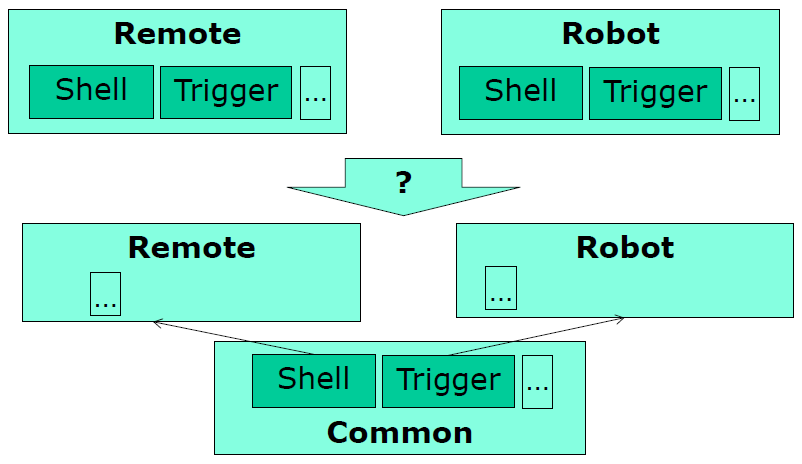 Remote
Robot
Shell Trigger ...
Shell Trigger ...
?
Remote
Robot
...
...
Shell Trigger ...
Common